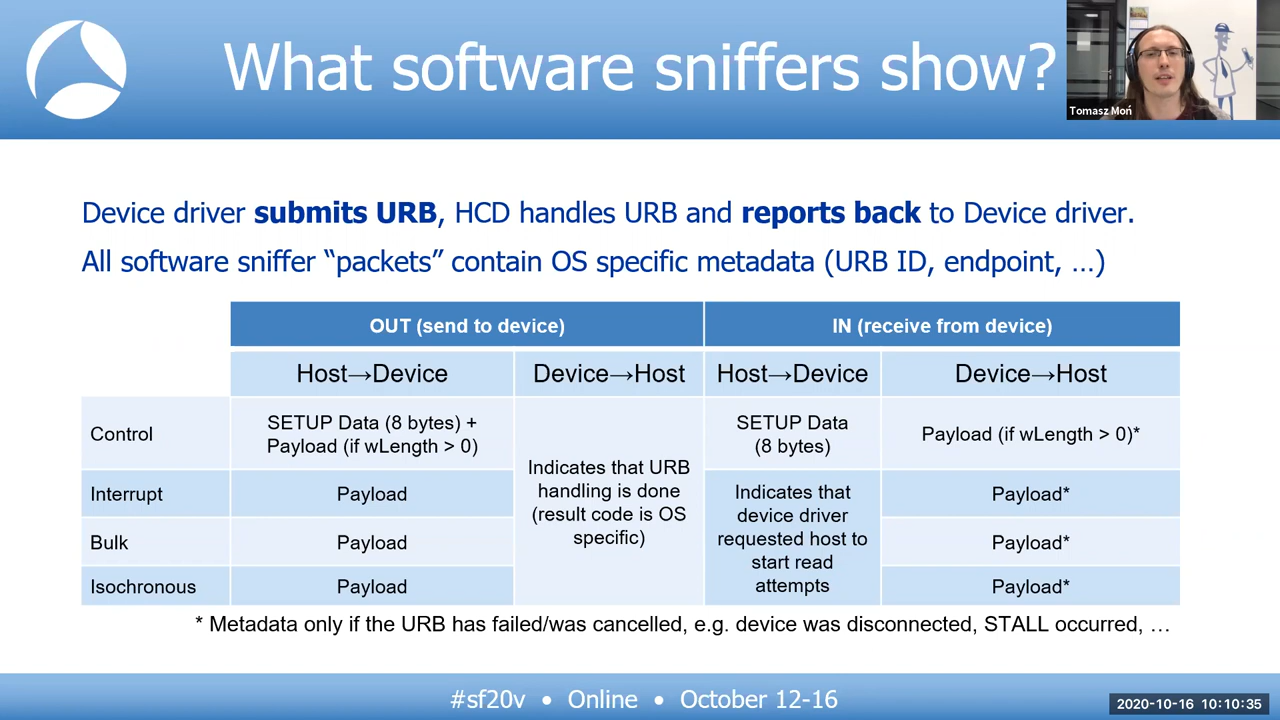 What software sniffers show?
Tomasz Moń
Device driver submits URB, HCD handles URB and reports back to Device driver.
All software sniffer “packets” contain OS specific metadata (URB ID, endpoint, …)
OUT (send to device)
IN (receive from device)
Host→Device
Device→Host
Host→Device
Device→Host
Control
SETUP Data (8 bytes) +
Payload (if wLength > 0)
Indicates that URB
handling is done
(result code is OS
specific)
SETUP Data
(8 bytes)
Payload (if wLength > 0)*
Interrupt
Payload
Indicates that
device driver
requested host to
start read
attempts
Payload*
Bulk
Payload
Payload*
Isochronous
Payload
Payload*
* Metadata only if the URB has failed/was cancelled, e.g. device was disconnected, STALL occurred, …
#sf20v • Online • October 12-16
2020-10-16 10:10:35